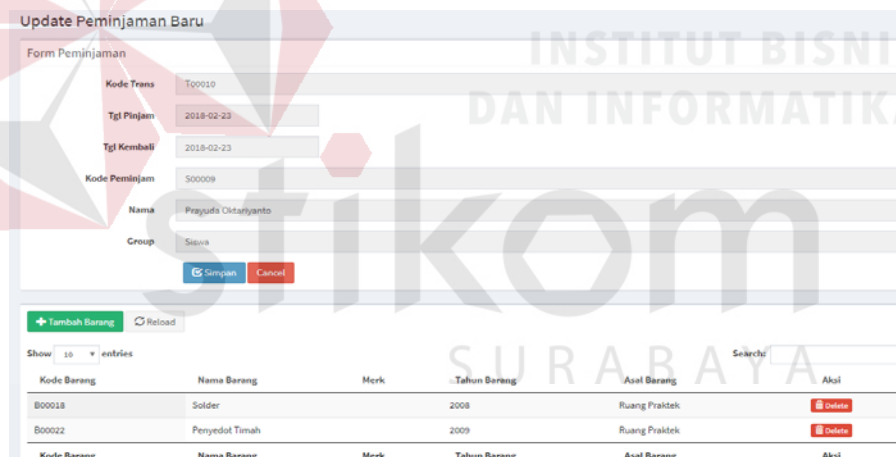 Update Peminjaman Baru
Form Peminjaman
Kode Trans T00010
Tgl Pinjam 2018-02-23
Tgl Kembali 2018-02-23
Kode Peminjam S00009
Nama Prayuda Oktariyanto
Group Siswa
Simpan Cancel
Tambah Barang Reload
Show 10 entries Search:
Kode Barang Nama Barang Merk Tahun Barang Asal Barang Aksi
B00018 Solder 2008 Ruang Praktek Delete
B00022 Penyedot Timah 2009 Ruang Praktek Delete
Kode Barang Nama Barang Merk Tahun Barang Asal Barang Aksi
INSTITUT BISNI
DAN INFORMATIKA
stikom
SURABAYA